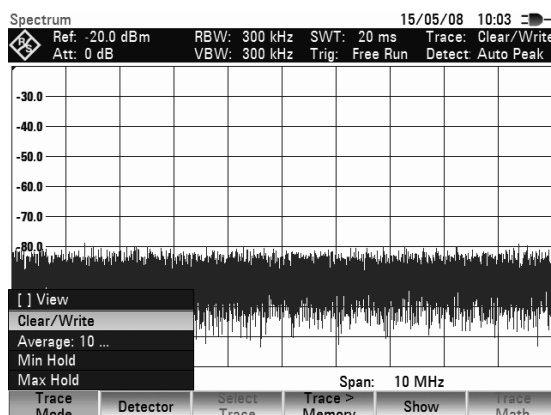 Spectrum 15/05/08 10:03
Ref: -20.0 dBm RBW: 300 kHz SWT: 20 ms Trace: Clear/Write
Att: 0 dB VBW: 300 kHz Trig: Free Run Detect: Auto Peak
-30.0
-40.0
-50.0
-60.0
-70.0
-80.0
[ ] View
Clear/Write
Average: 10 ...
Min Hold
Max Hold
Span: 10 MHz
Trace Mode Detector Select Trace Trace > Memory Show Trace Math